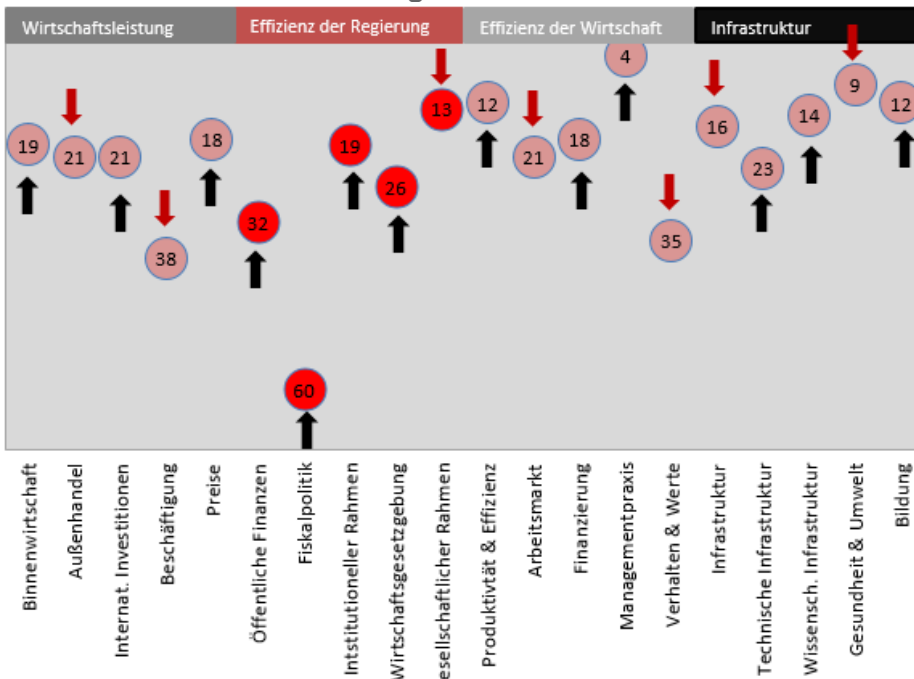 Wirtschaftsleistung
Effizienz der Regierung
Effizienz der Wirtschaft
Infrastruktur
19
21
21
38
18
32
60
19
26
13
12
21
18
4
35
16
23
14
9
12
Binnenwirtschaft
Außenhandel
Internat. Investitionen
Beschäftigung
Preise
Öffentliche Finanzen
Fiskalpolitik
Intstitutioneller Rahmen
Wirtschaftsgesetzgebung
esellschaftlicher Rahmen
Produktivtät & Effizienz
Arbeitsmarkt
Finanzierung
Managementpraxis
Verhalten & Werte
Infrastruktur
Technische Infrastruktur
Wissensch. Infrastruktur
Gesundheit & Umwelt
Bildung